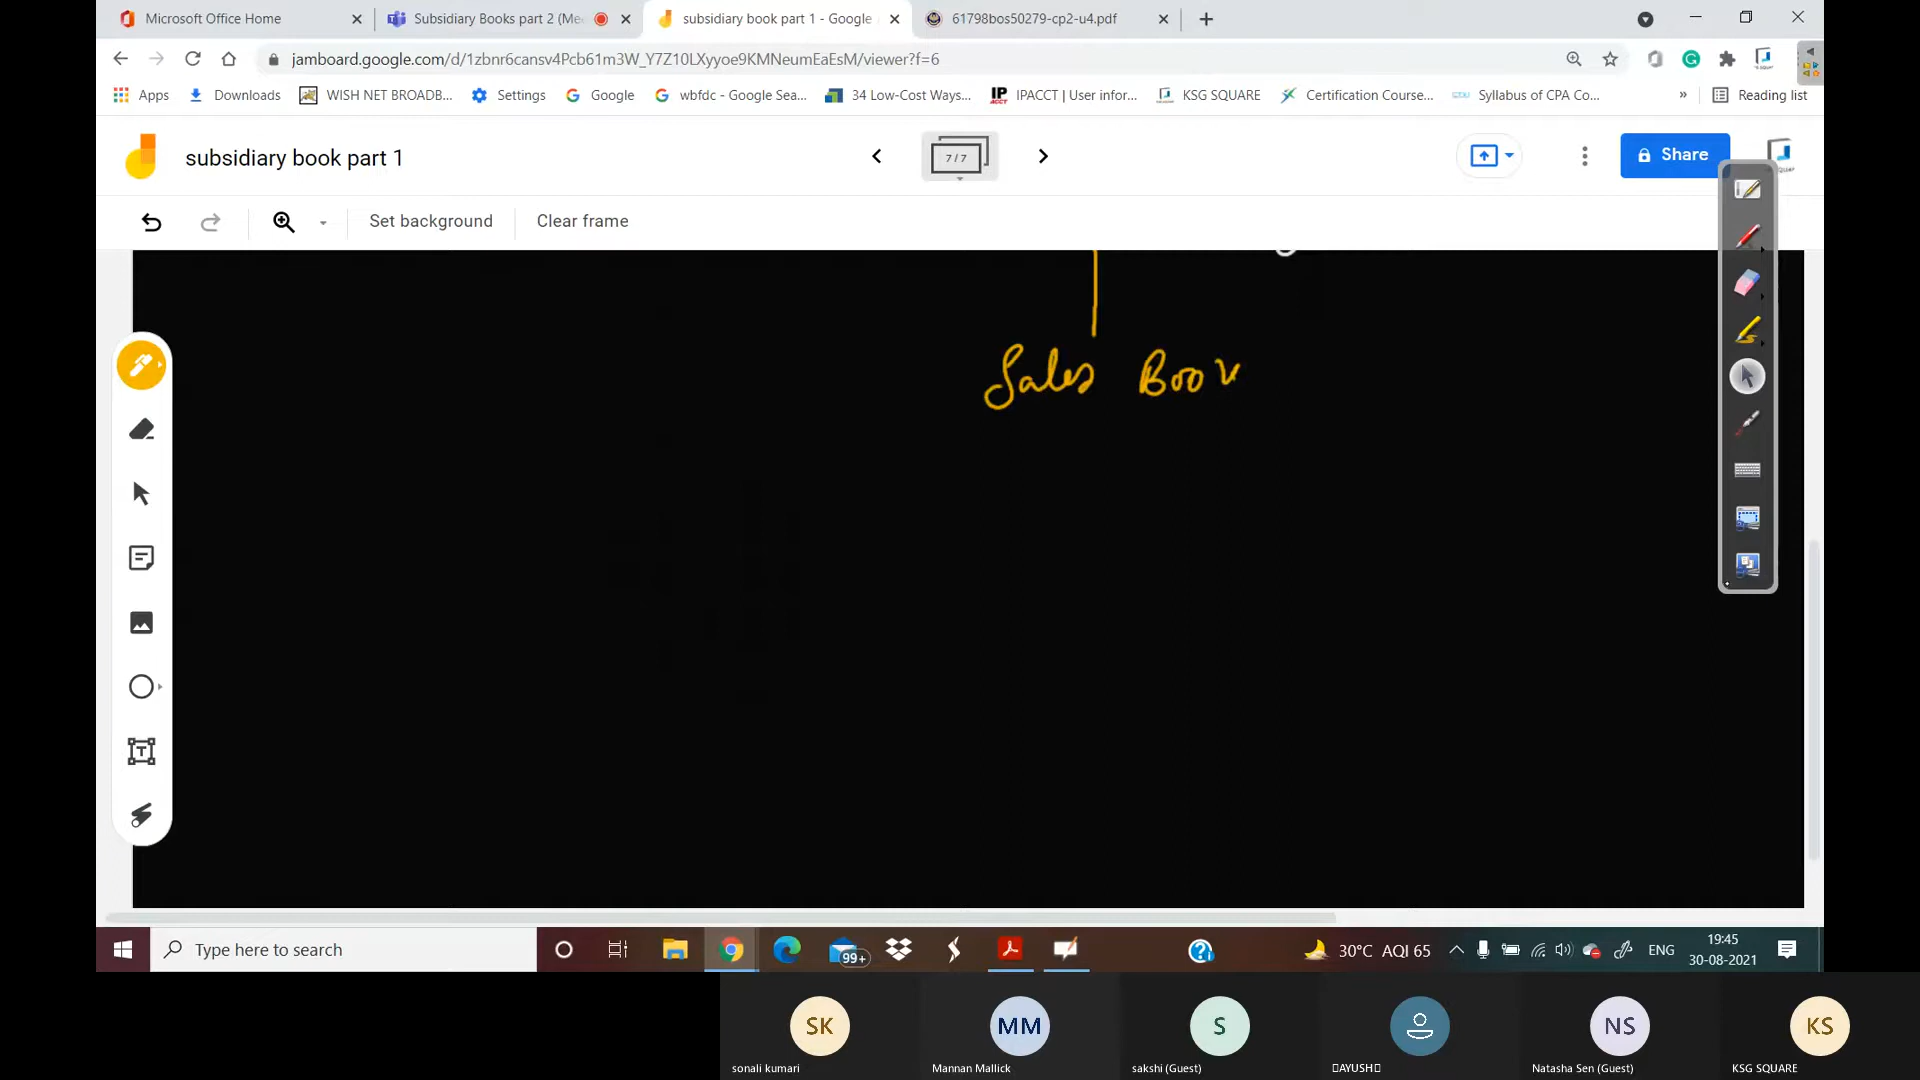 Microsoft Office Home
Subsidiary Books part 2 (Me
subsidiary book part 1 - Google
61798bos50279-cp2-u4.pdf
jamboard.google.com/d/1zbnr6cansv4Pcb61m3W_Y7Z10LXyyoe9KMNeumEaEsM/viewer?f=6
Apps
Downloads
WISH NET BROADB...
Settings
Google
wbfdc - Google Sea...
34 Low-Cost Ways...
IP ACCT
IPACCT | User infor...
KSG SQUARE
Certification Course...
Syllabus of CPA Co...
»
Reading list
subsidiary book part 1
7 / 7
Share
Set background
Clear frame
Sales Book
Type here to search
99+
30°C AQI 65
ENG
19:45
30-08-2021
SK
MM
S
NS
KS
sonali kumari
Mannan Mallick
sakshi (Guest)
AYUSH
Natasha Sen (Guest)
KSG SQUARE